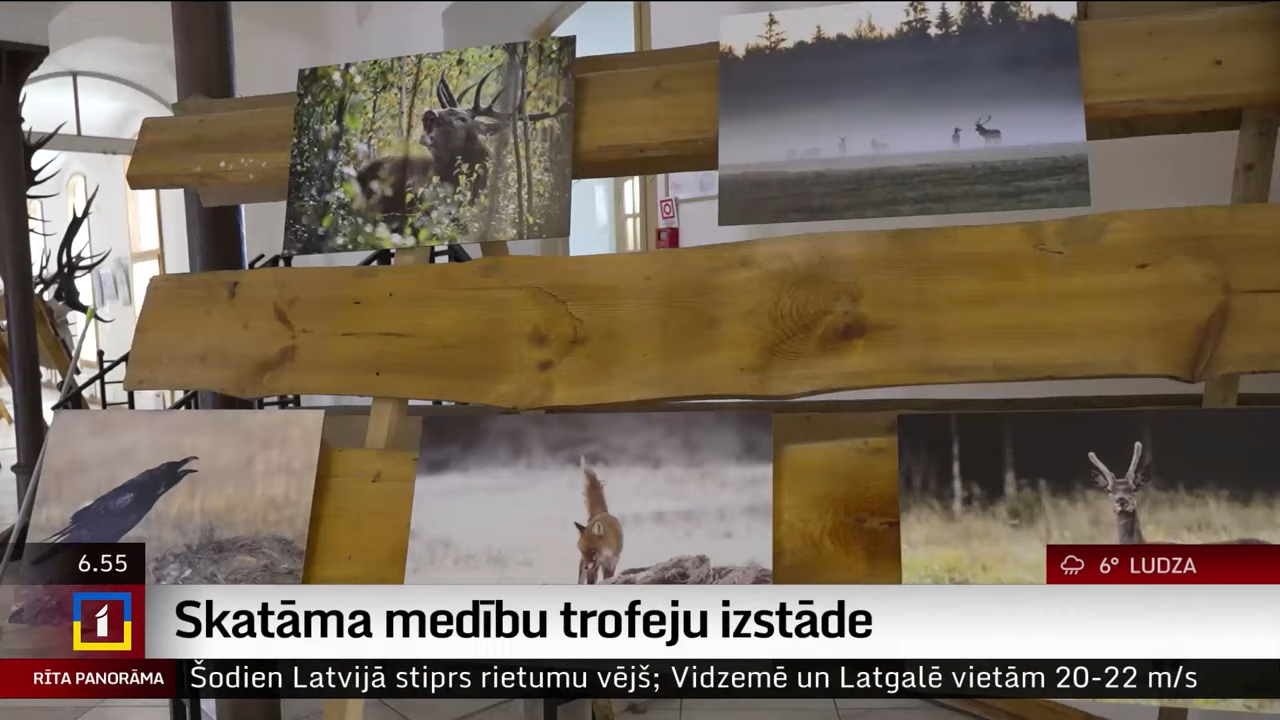 6.55
6° LUDZA
1
Skatāma medību trofeju izstāde
RĪTA PANORĀMA
Šodien Latvijā stiprs rietumu vējš; Vidzemē un Latgalē vietām 20-22 m/s